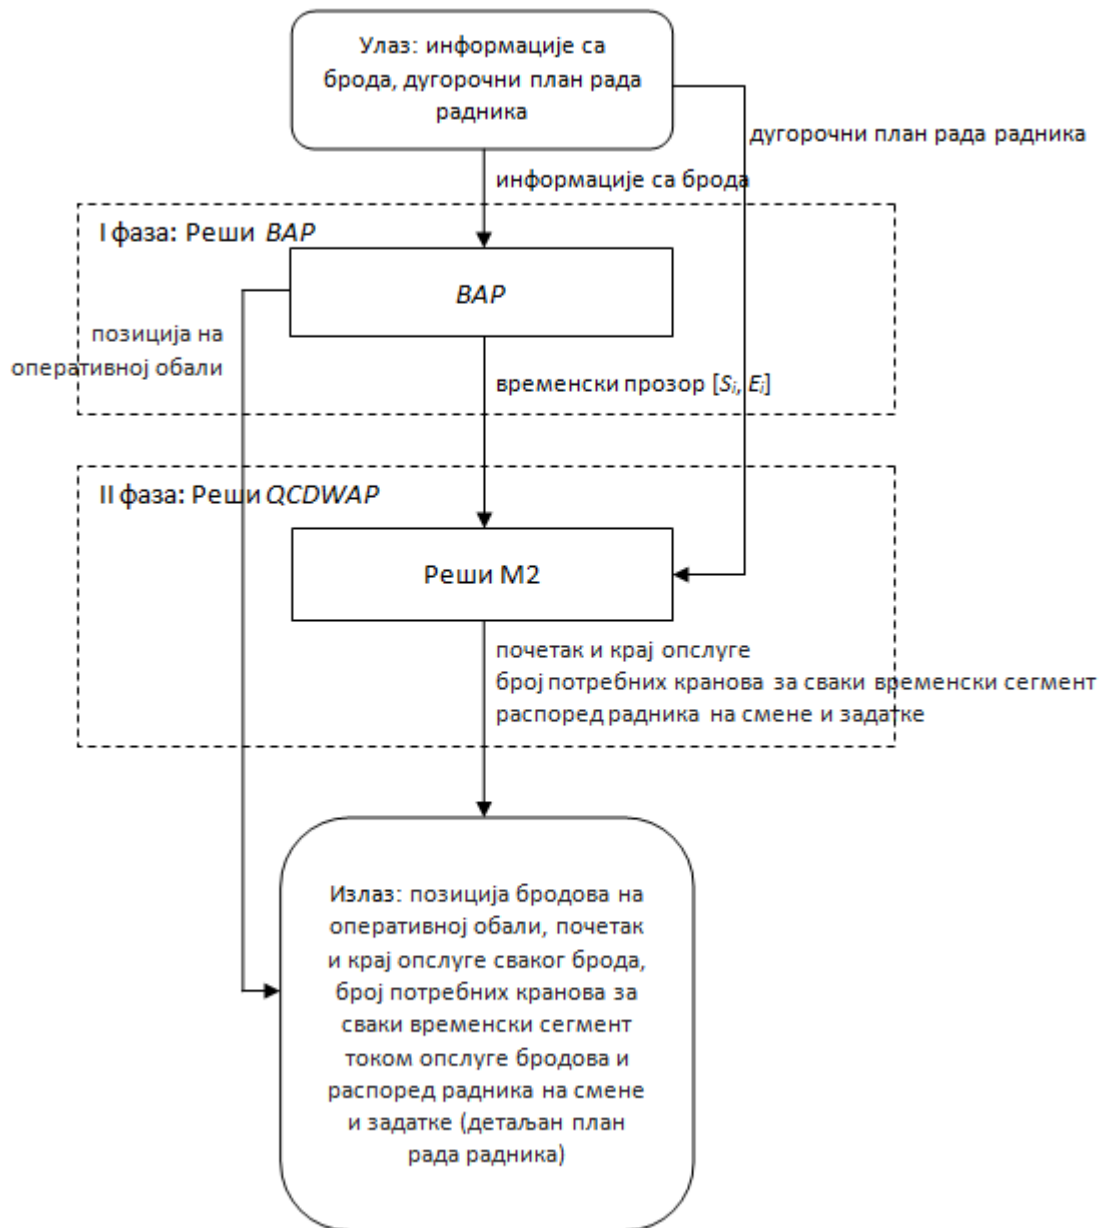 Улаз: информације са
брода, дугорочни план рада
радника
дугорочни план рада радника
информације са брода
I фаза: Реши BAP
BAP
позиција на
оперативној обали
временски прозор [Sᵢ, Eᵢ]
II фаза: Реши QCDWAP
Реши М2
почетак и крај опслуге
број потребних кранова за сваки временски сегмент
распоред радника на смене и задатке
Излаз: позиција бродова на
оперативној обали, почетак
и крај опслуге сваког брода,
број потребних кранова за
сваки временски сегмент
током опслуге бродова и
распоред радника на смене
и задатке (детаљан план
рада радника)